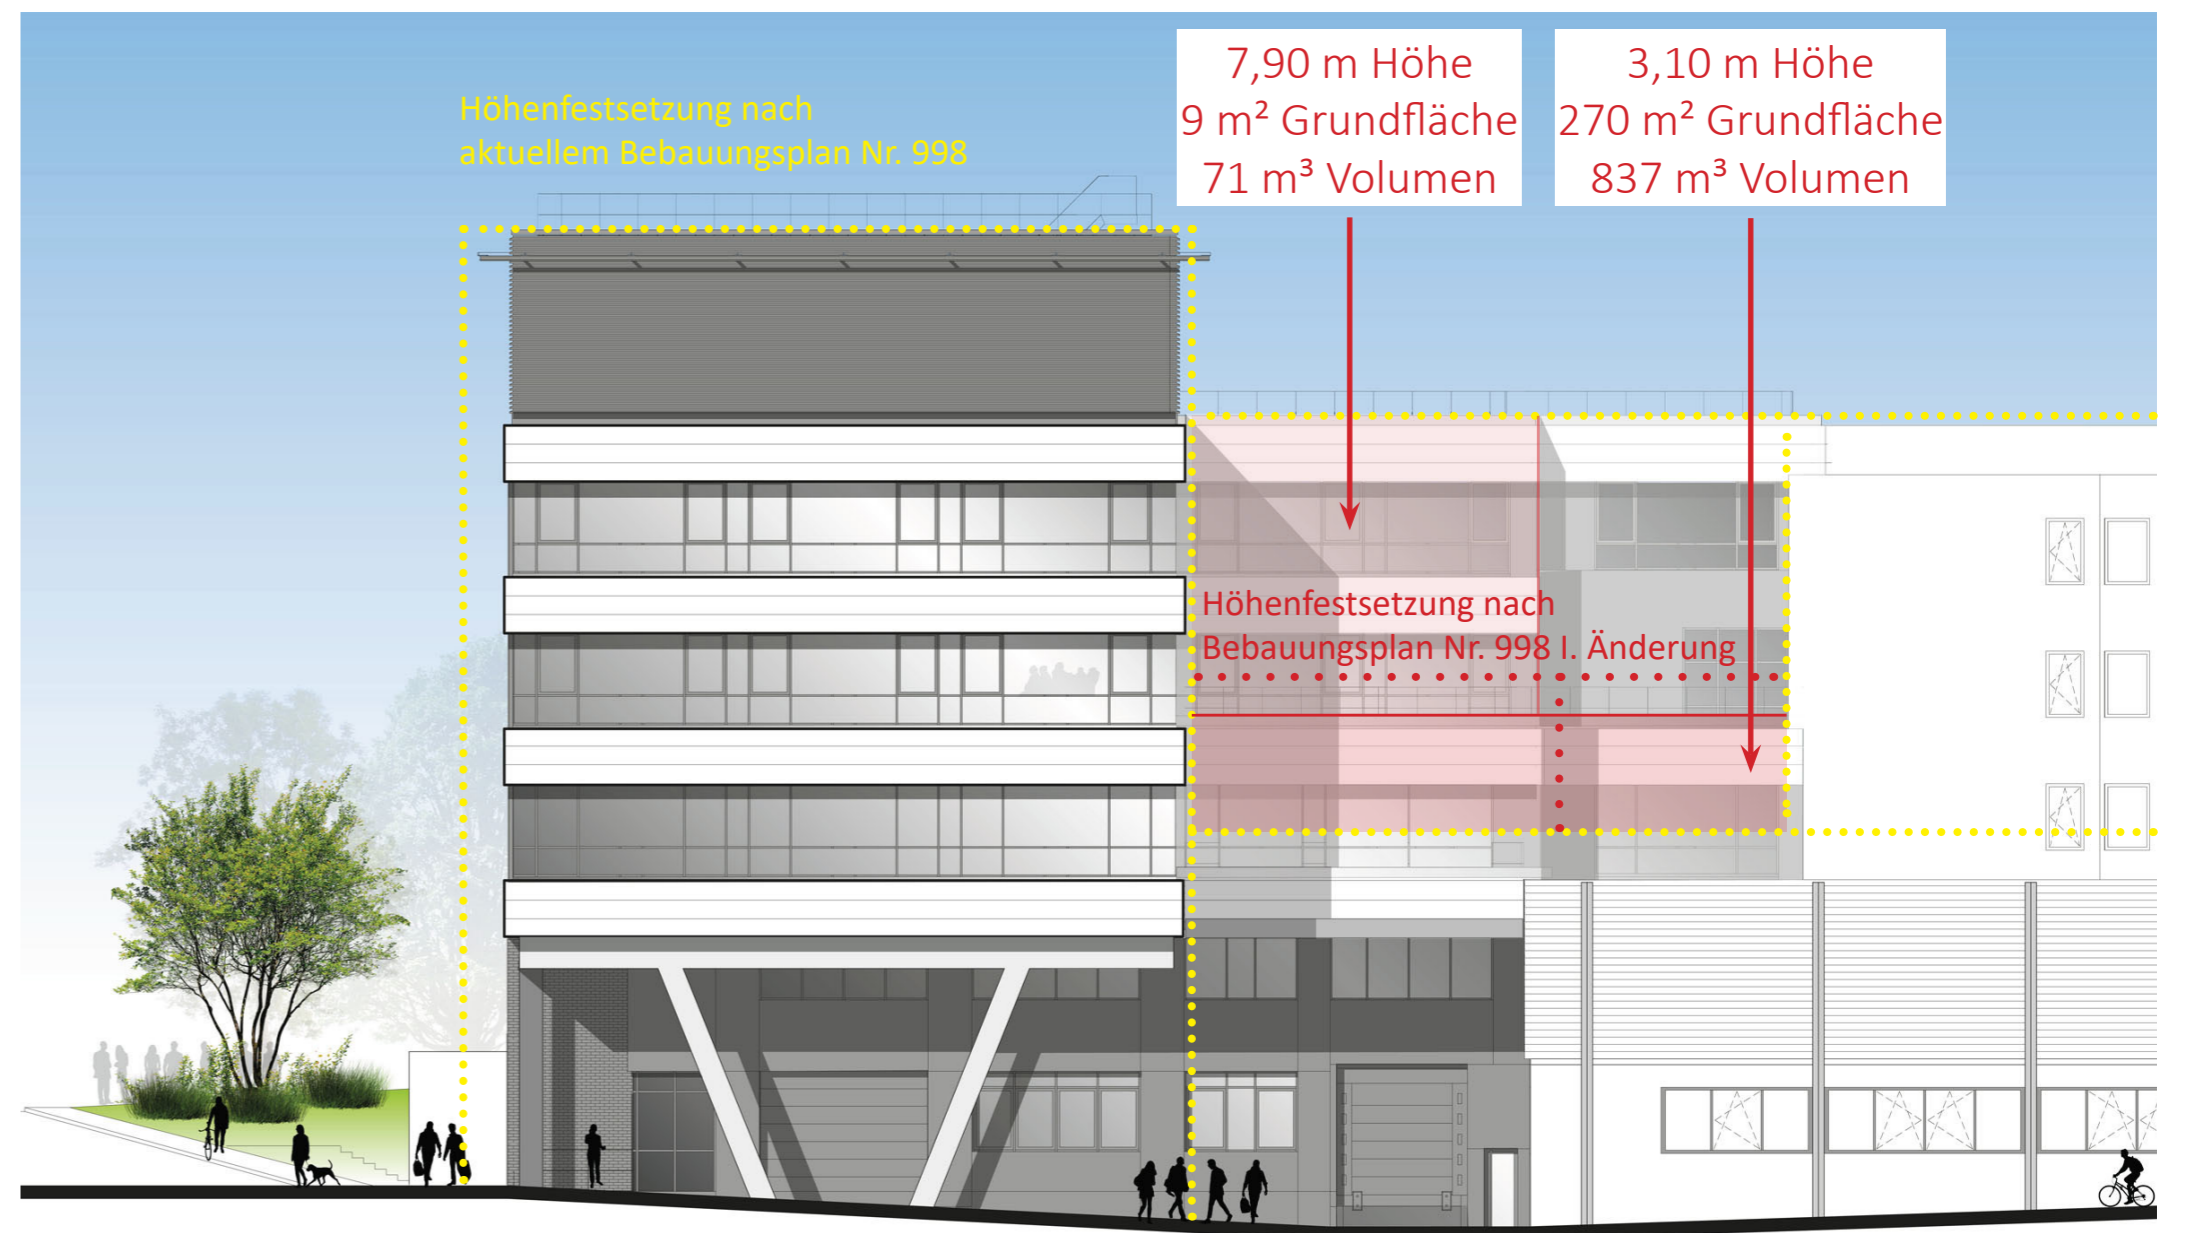 Höhenfestsetzung nach
aktuellem Bebauungsplan Nr. 998
7,90 m Höhe
9 m² Grundfläche
71 m³ Volumen
3,10 m Höhe
270 m² Grundfläche
837 m³ Volumen
Höhenfestsetzung nach
Bebauungsplan Nr. 998 I. Änderung